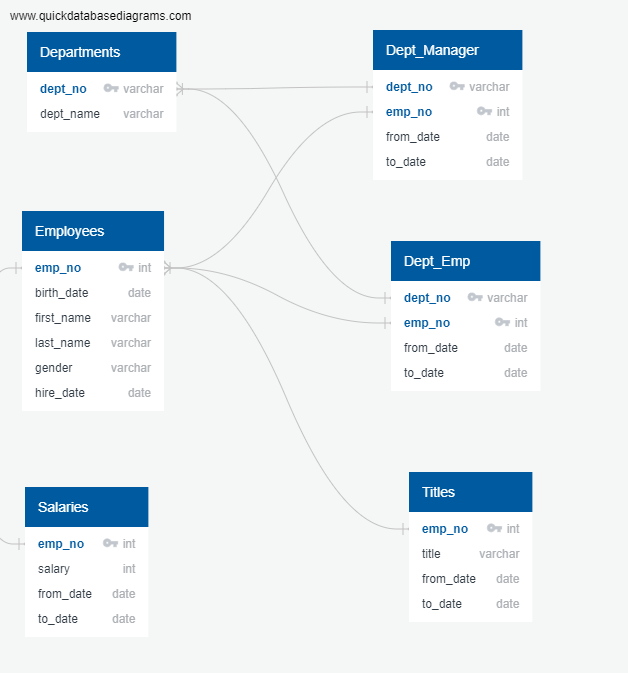 www.quickdatabasediagrams.com
Departments
dept_no varchar
dept_name varchar
Dept_Manager
dept_no varchar
emp_no int
from_date date
to_date date
Employees
emp_no int
birth_date date
first_name varchar
last_name varchar
gender varchar
hire_date date
Dept_Emp
dept_no varchar
emp_no int
from_date date
to_date date
Salaries
emp_no int
salary int
from_date date
to_date date
Titles
emp_no int
title varchar
from_date date
to_date date